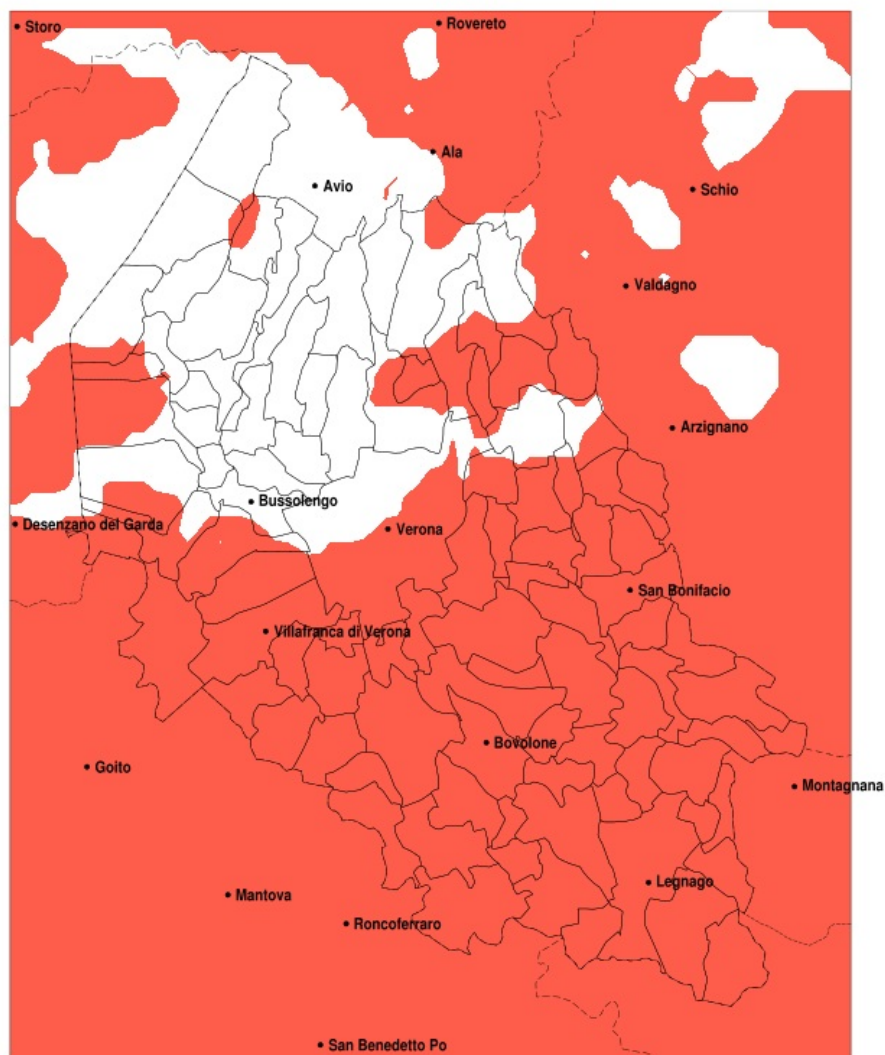 Storo
Rovereto
Ala
Avio
Schio
Valdagno
Arzignano
Bussolengo
Desenzano del Garda
Verona
San Bonifacio
Villafranca di Verona
Bovolone
Goito
Montagnana
Legnago
Mantova
Roncoferraro
San Benedetto Po